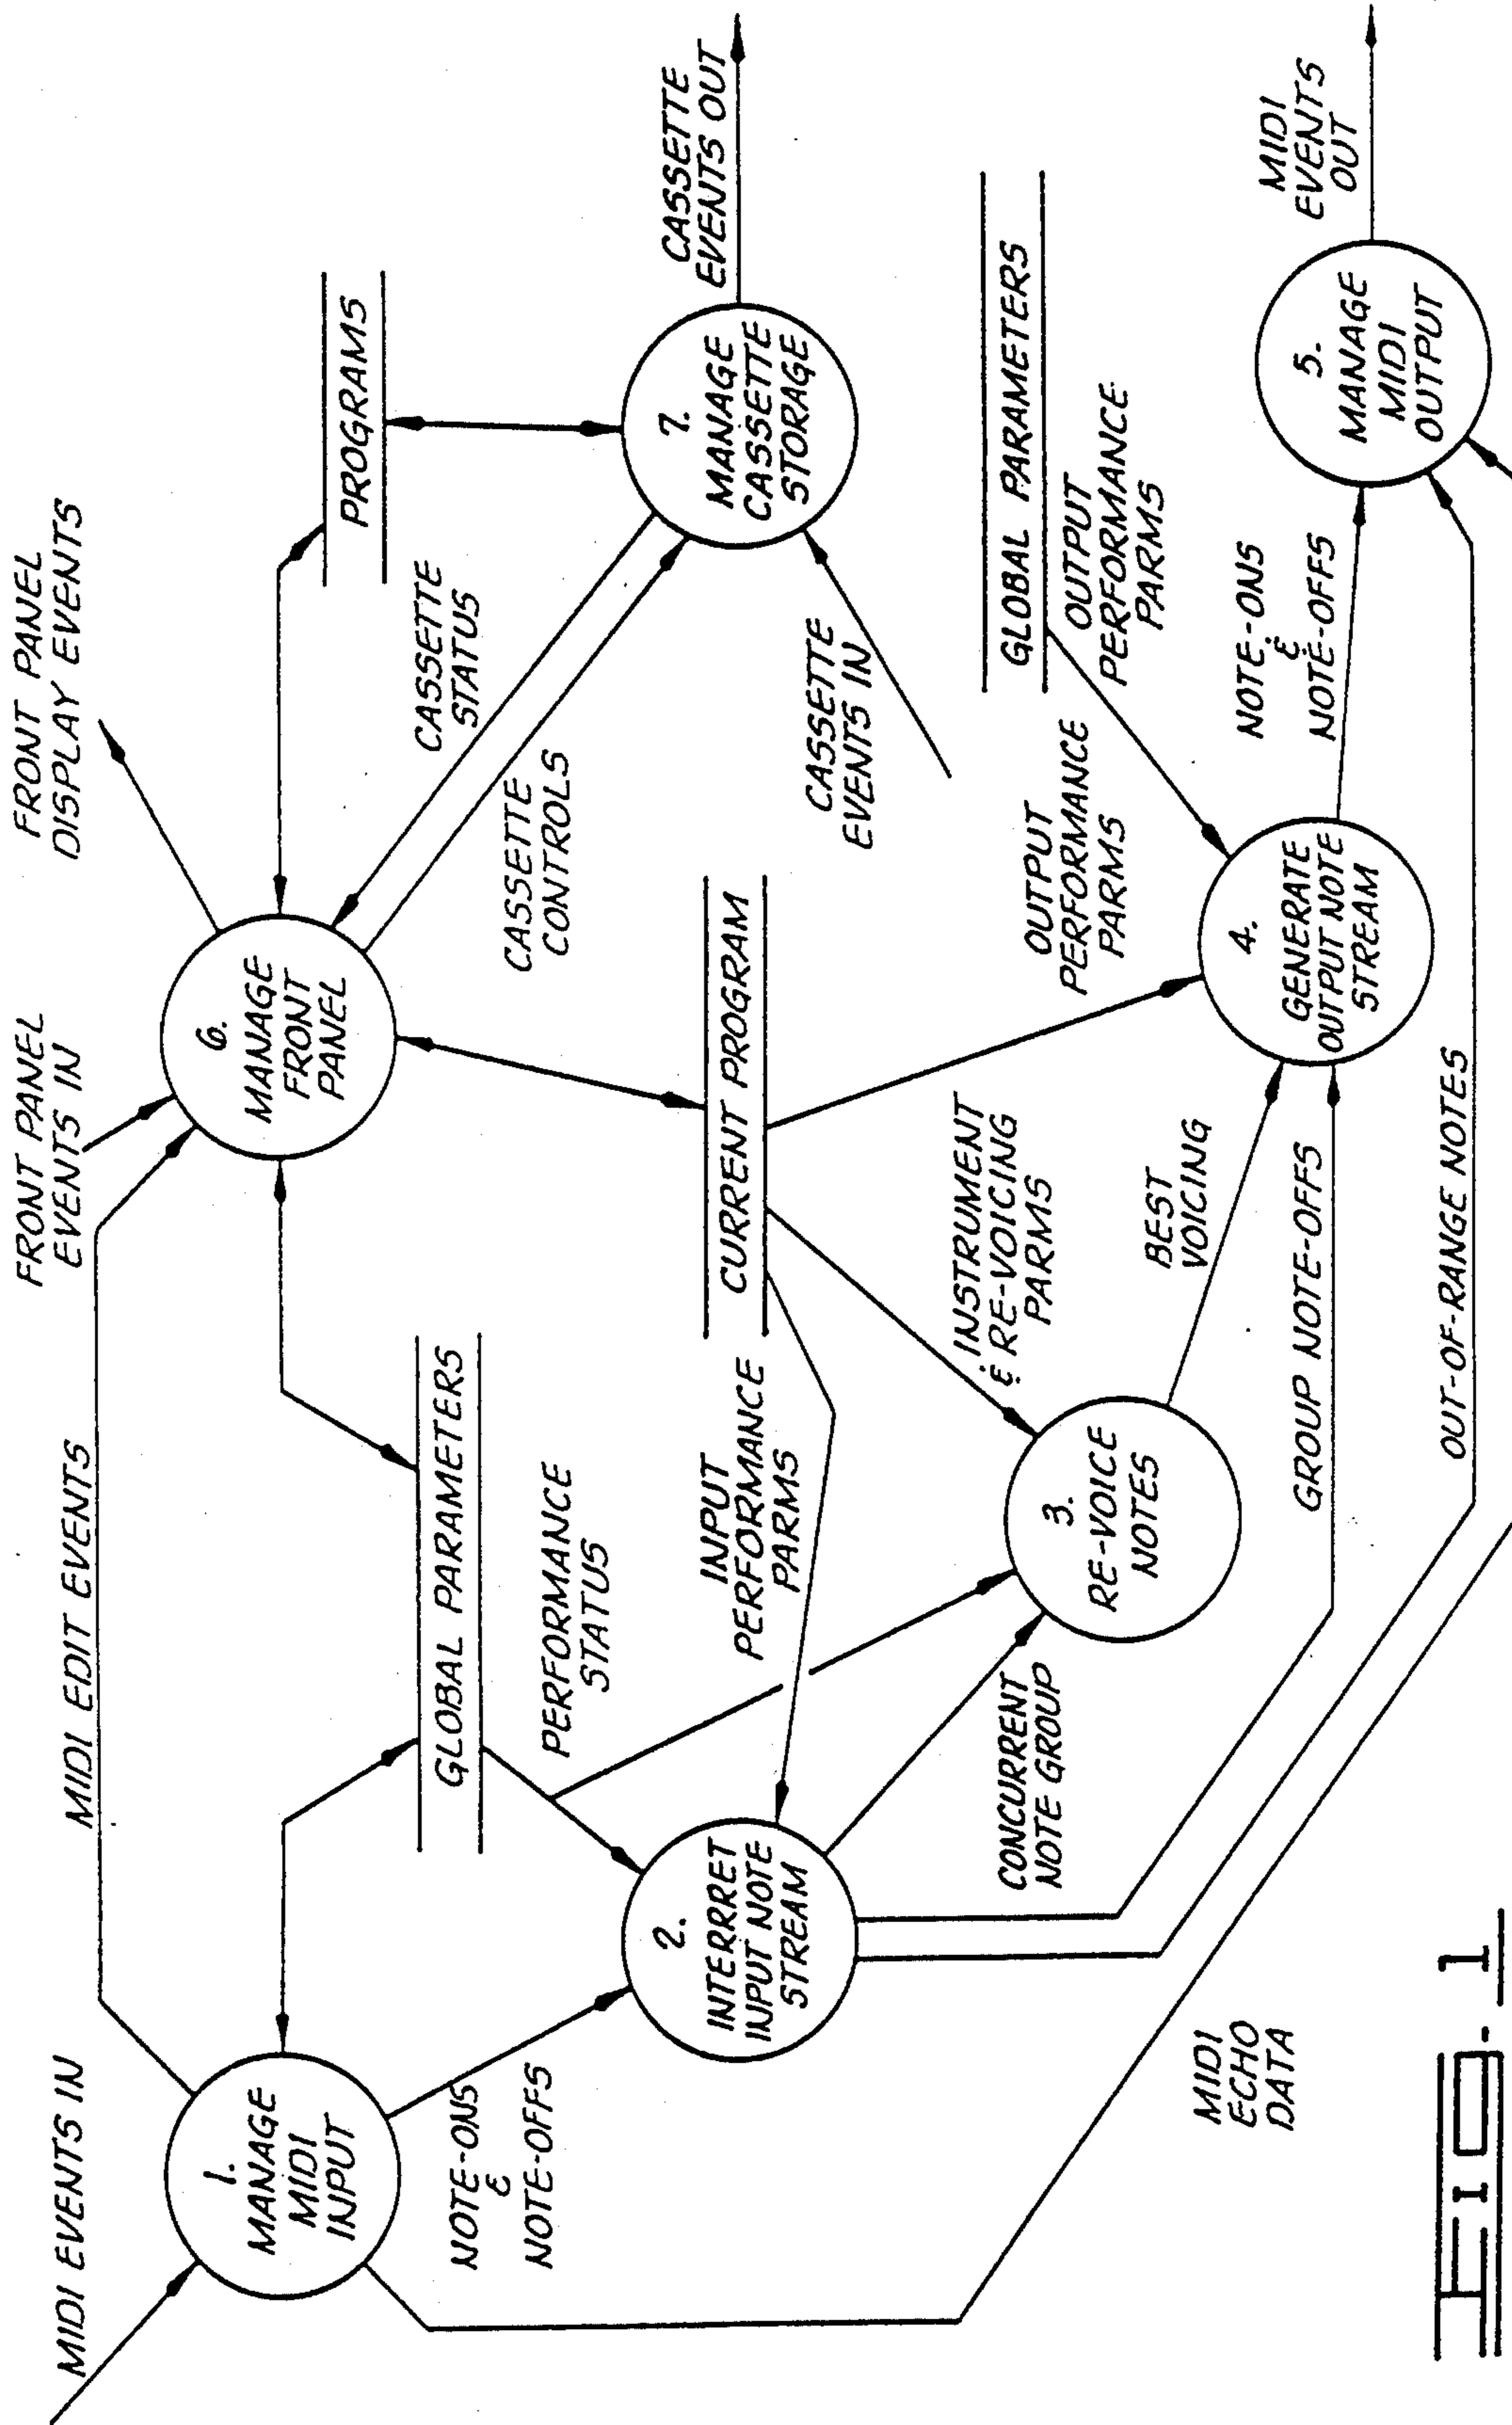 MIDI EVENTS IN
MIDI EDIT EVENTS
FRONT PANEL
EVENTS IN
FRONT PANEL
DISPLAY EVENTS
1.
MANAGE
MIDI
INPUT
6.
MANAGE
FRONT
PANEL
PROGRAMS
GLOBAL PARAMETERS
CASSETTE
STATUS
CASSETTE
CONTROLS
NOTE-ONS
&
NOTE-OFFS
PERFORMANCE
STATUS
2.
INTERRET
INPUT NOTE
STREAM
INPUT
PERFORMANCE
PARMS
CURRENT PROGRAM
7.
MANAGE
CASSETTE
STORAGE
CASSETTE
EVENTS OUT
CASSETTE
EVENTS IN
CONCURRENT
NOTE GROUP
3.
RE-VOICE
NOTES
INSTRUMENT
& RE-VOICING
PARMS
OUTPUT
PERFORMANCE
PARMS
GLOBAL PARAMETERS
OUTPUT
PERFORMANCE
PARMS
BEST
VOICING
4.
GENERATE
OUTPUT NOTE
STREAM
NOTE-ONS
&
NOTE-OFFS
5.
MANAGE
MIDI
OUTPUT
MIDI
EVENTS
OUT
GROUP NOTE-OFFS
OUT-OF-RANGE NOTES
MIDI
ECHO
DATA
FIG. 1